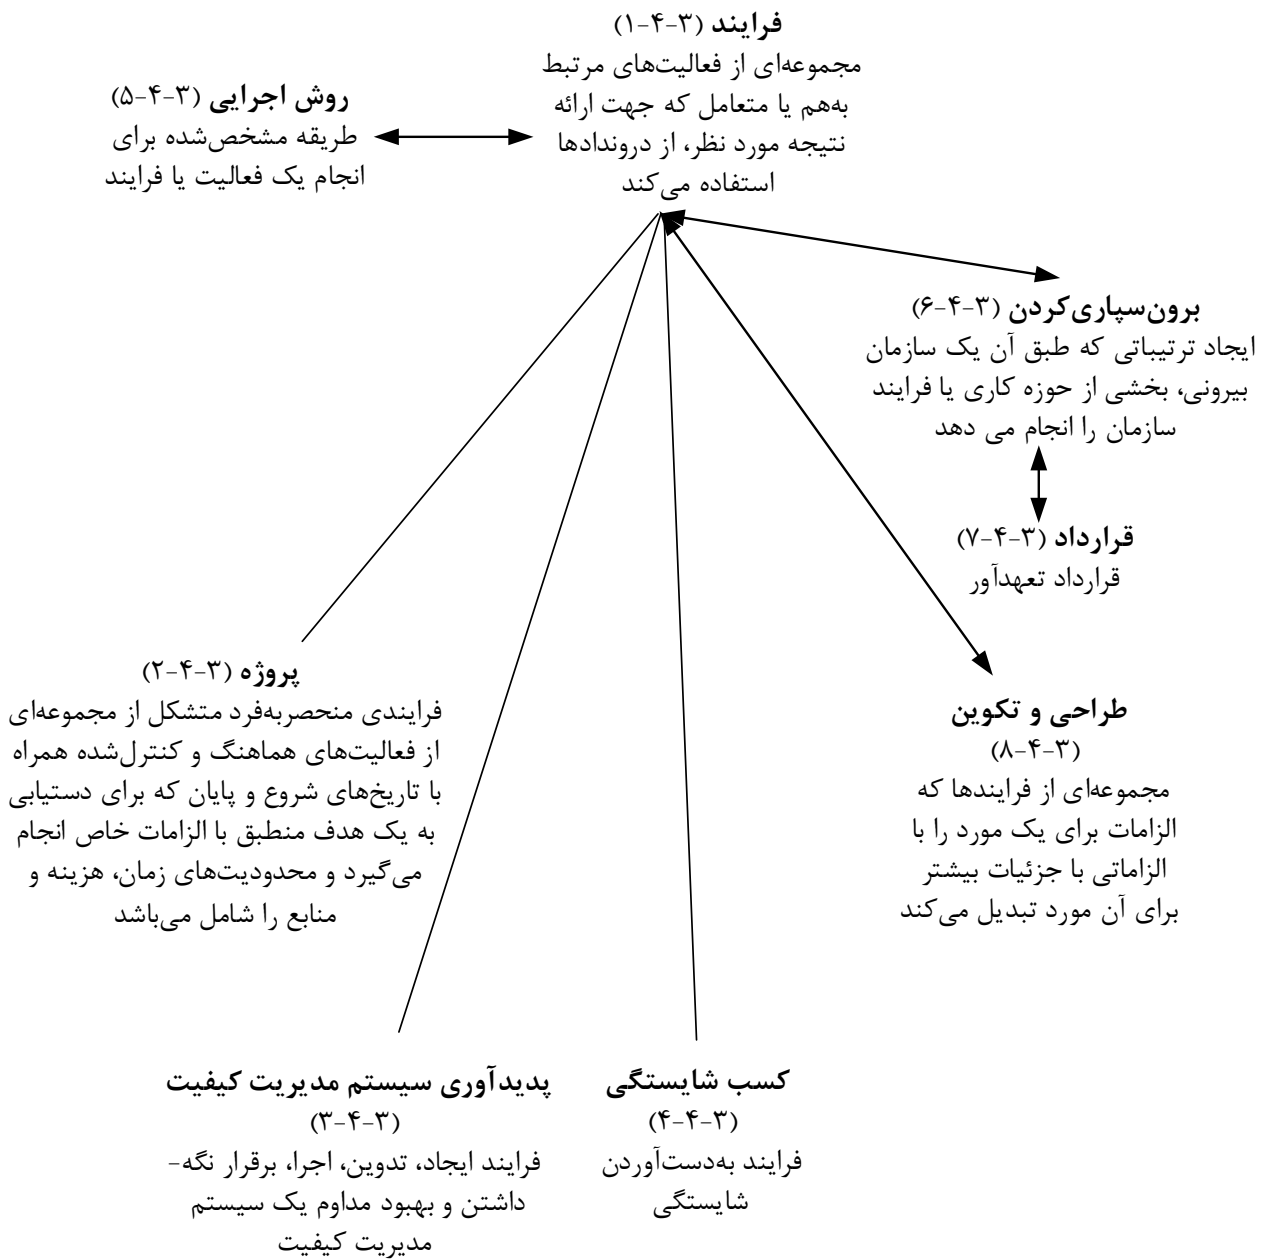 فرایند (۳-۴-۱)
مجموعه‌ای از فعالیت‌های مرتبط
به‌هم یا متعامل که جهت ارائه
نتیجه مورد نظر، از درون‌دادها
استفاده می‌کند
روش اجرایی (۳-۴-۵)
طریقه مشخص‌شده برای
انجام یک فعالیت یا فرایند
برون‌سپاری‌کردن (۳-۴-۶)
ایجاد ترتیباتی که طبق آن یک سازمان
بیرونی، بخشی از حوزه کاری یا فرایند
سازمان را انجام می دهد
قرارداد (۳-۴-۷)
قرارداد تعهدآور
پروژه (۳-۴-۲)
فرایندی منحصربه‌فرد متشکل از مجموعه‌ای
از فعالیت‌های هماهنگ و کنترل‌شده همراه
با تاریخ‌های شروع و پایان که برای دستیابی
به یک هدف منطبق با الزامات خاص انجام
می‌گیرد و محدودیت‌های زمان، هزینه و
منابع را شامل می‌باشد
طراحی و تکوین
(۳-۴-۸)
مجموعه‌ای از فرایندها که
الزامات برای یک مورد را با
الزاماتی با جزئیات بیشتر
برای آن مورد تبدیل می‌کند
کسب شایستگی
(۳-۴-۴)
فرایند به‌دست‌آوردن
شایستگی
پدیدآوری سیستم مدیریت کیفیت
(۳-۴-۳)
فرایند ایجاد، تدوین، اجرا، برقرار نگه-
داشتن و بهبود مداوم یک سیستم
مدیریت کیفیت